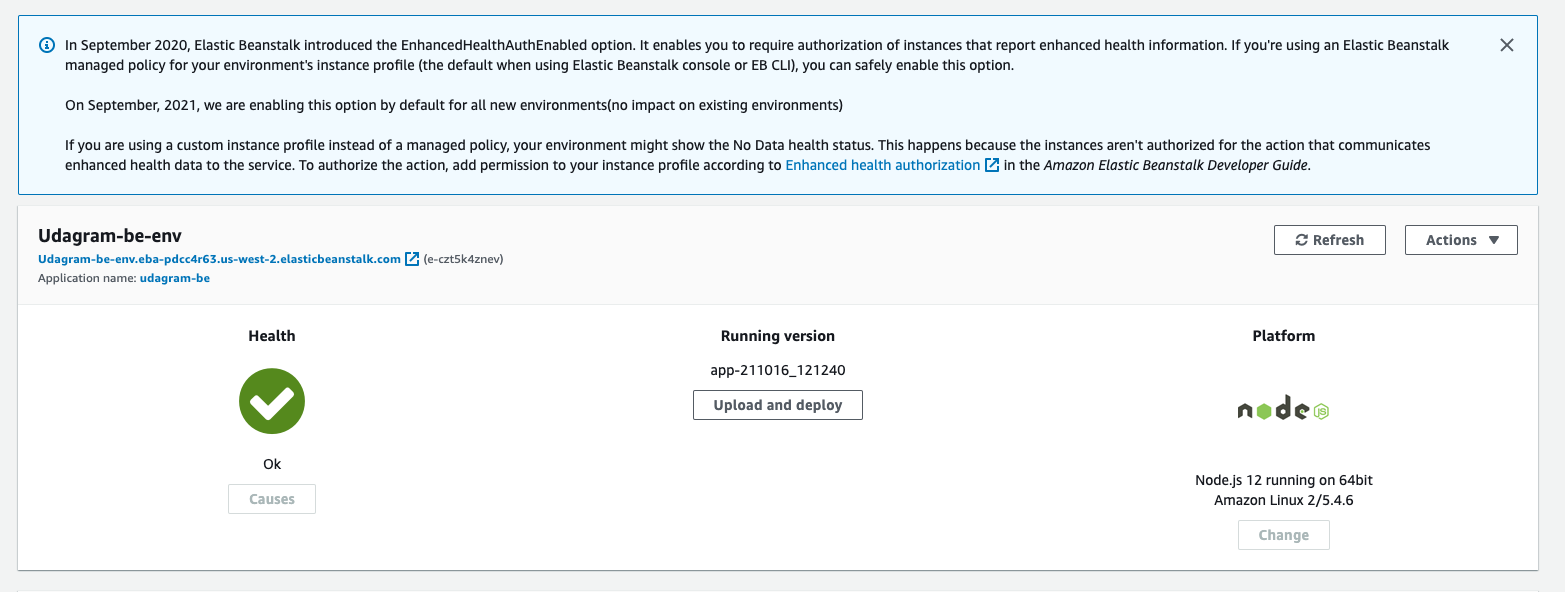 In September 2020, Elastic Beanstalk introduced the EnhancedHealthAuthEnabled option. It enables you to require authorization of instances that report enhanced health information. If you're using an Elastic Beanstalk
managed policy for your environment's instance profile (the default when using Elastic Beanstalk console or EB CLI), you can safely enable this option.
On September, 2021, we are enabling this option by default for all new environments(no impact on existing environments)
If you are using a custom instance profile instead of a managed policy, your environment might show the No Data health status. This happens because the instances aren't authorized for the action that communicates
enhanced health data to the service. To authorize the action, add permission to your instance profile according to Enhanced health authorization in the Amazon Elastic Beanstalk Developer Guide.
Udagram-be-env
Udagram-be-env.eba-pdcc4r63.us-west-2.elasticbeanstalk.com (e-czt5k4znev)
Application name: udagram-be
Refresh
Actions
Health
Ok
Causes
Running version
app-211016_121240
Upload and deploy
Platform
node JS
Node.js 12 running on 64bit
Amazon Linux 2/5.4.6
Change